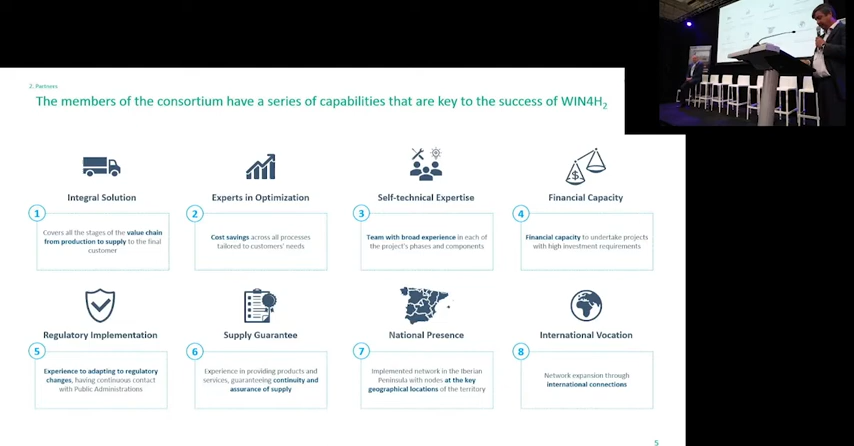 2. Partners
The members of the consortium have a series of capabilities that are key to the success of WIN4H₂
Integral Solution
1
Covers all the stages of the value chain
from production to supply to the final
customer
Experts in Optimization
2
Cost savings across all processes
tailored to customers' needs
Self-technical Expertise
3
Team with broad experience in each of
the project's phases and components
Financial Capacity
4
Financial capacity to undertake projects
with high investment requirements
Regulatory Implementation
5
Experience to adapting to regulatory
changes, having continuous contact
with Public Administrations
Supply Guarantee
6
Experience in providing products and
services, guaranteeing continuity and
assurance of supply
National Presence
7
Implemented network in the Iberian
Peninsula with nodes at the key
geographical locations of the territory
International Vocation
8
Network expansion through
international connections
5